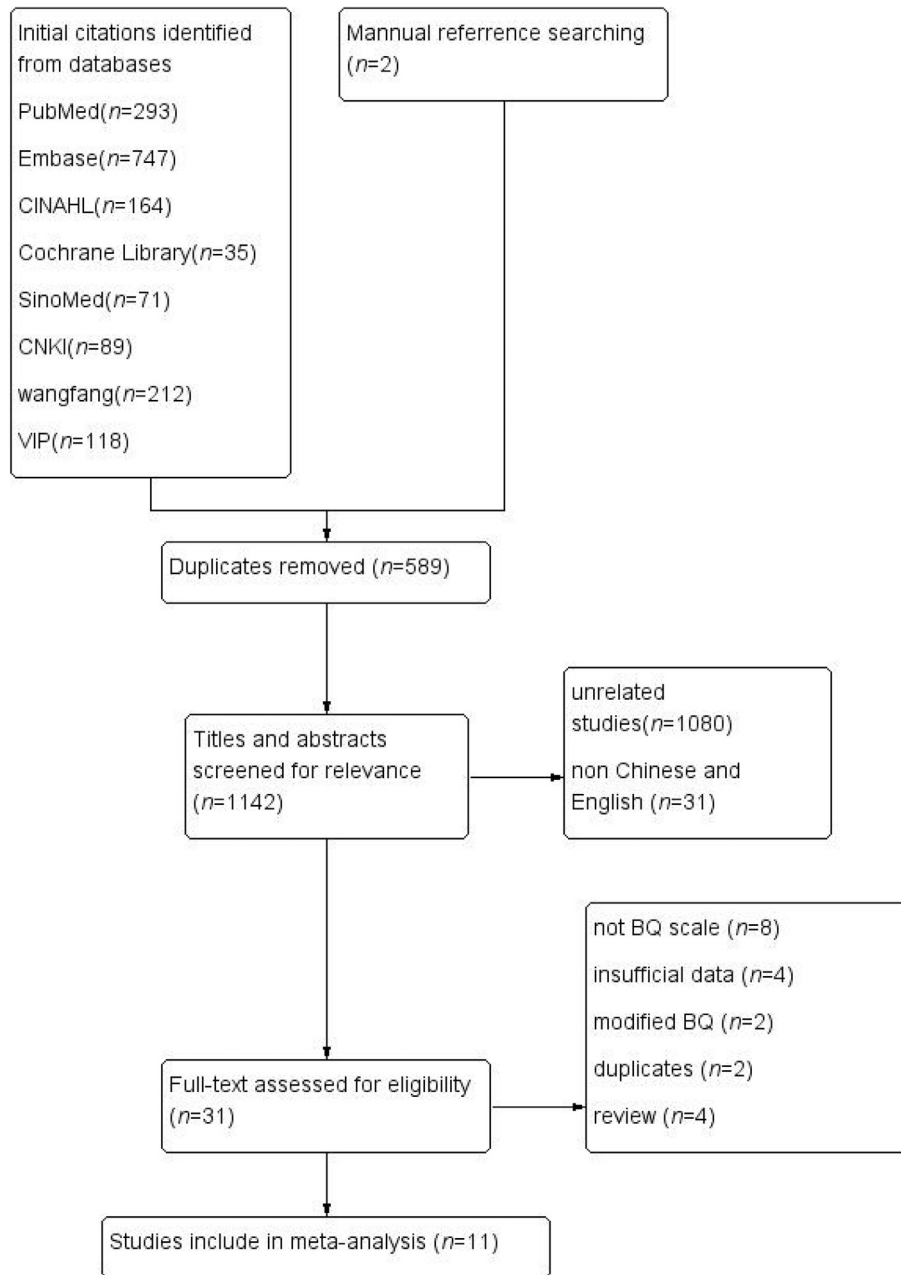 Initial citations identified
from databases
PubMed(n=293)
Embase(n=747)
CINAHL(n=164)
Cochrane Library(n=35)
SinoMed(n=71)
CNKI(n=89)
wangfang(n=212)
VIP(n=118)
Mannual referrence searching
(n=2)
Duplicates removed (n=589)
Titles and abstracts
screened for relevance
(n=1142)
unrelated
studies(n=1080)
non Chinese and
English (n=31)
Full-text assessed for eligibility
(n=31)
not BQ scale (n=8)
insufficial data (n=4)
modified BQ (n=2)
duplicates (n=2)
review (n=4)
Studies include in meta-analysis (n=11)